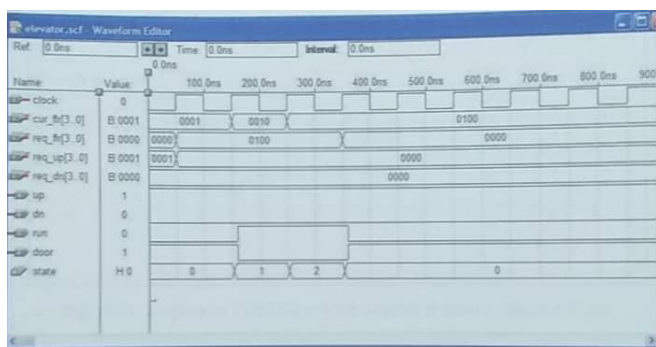 elevator.scf - Waveform Editor
Ref: 0.0ns Time: 0.0ns Interval: 0.0ns
0.0ns
Name: Value: 100.0ns 200.0ns 300.0ns 400.0ns 500.0ns 600.0ns 700.0ns 800.0ns 900
clock 0
cur_flr[3..0] B 0001 0001 0010 0100
req_flr[3..0] B 0000 0000 0100 0000
req_up[3..0] B 0001 0001 0000
req_dn[3..0] B 0000 0000
up 1
dn 0
run 0
door 1
state H 0 0 1 2 0